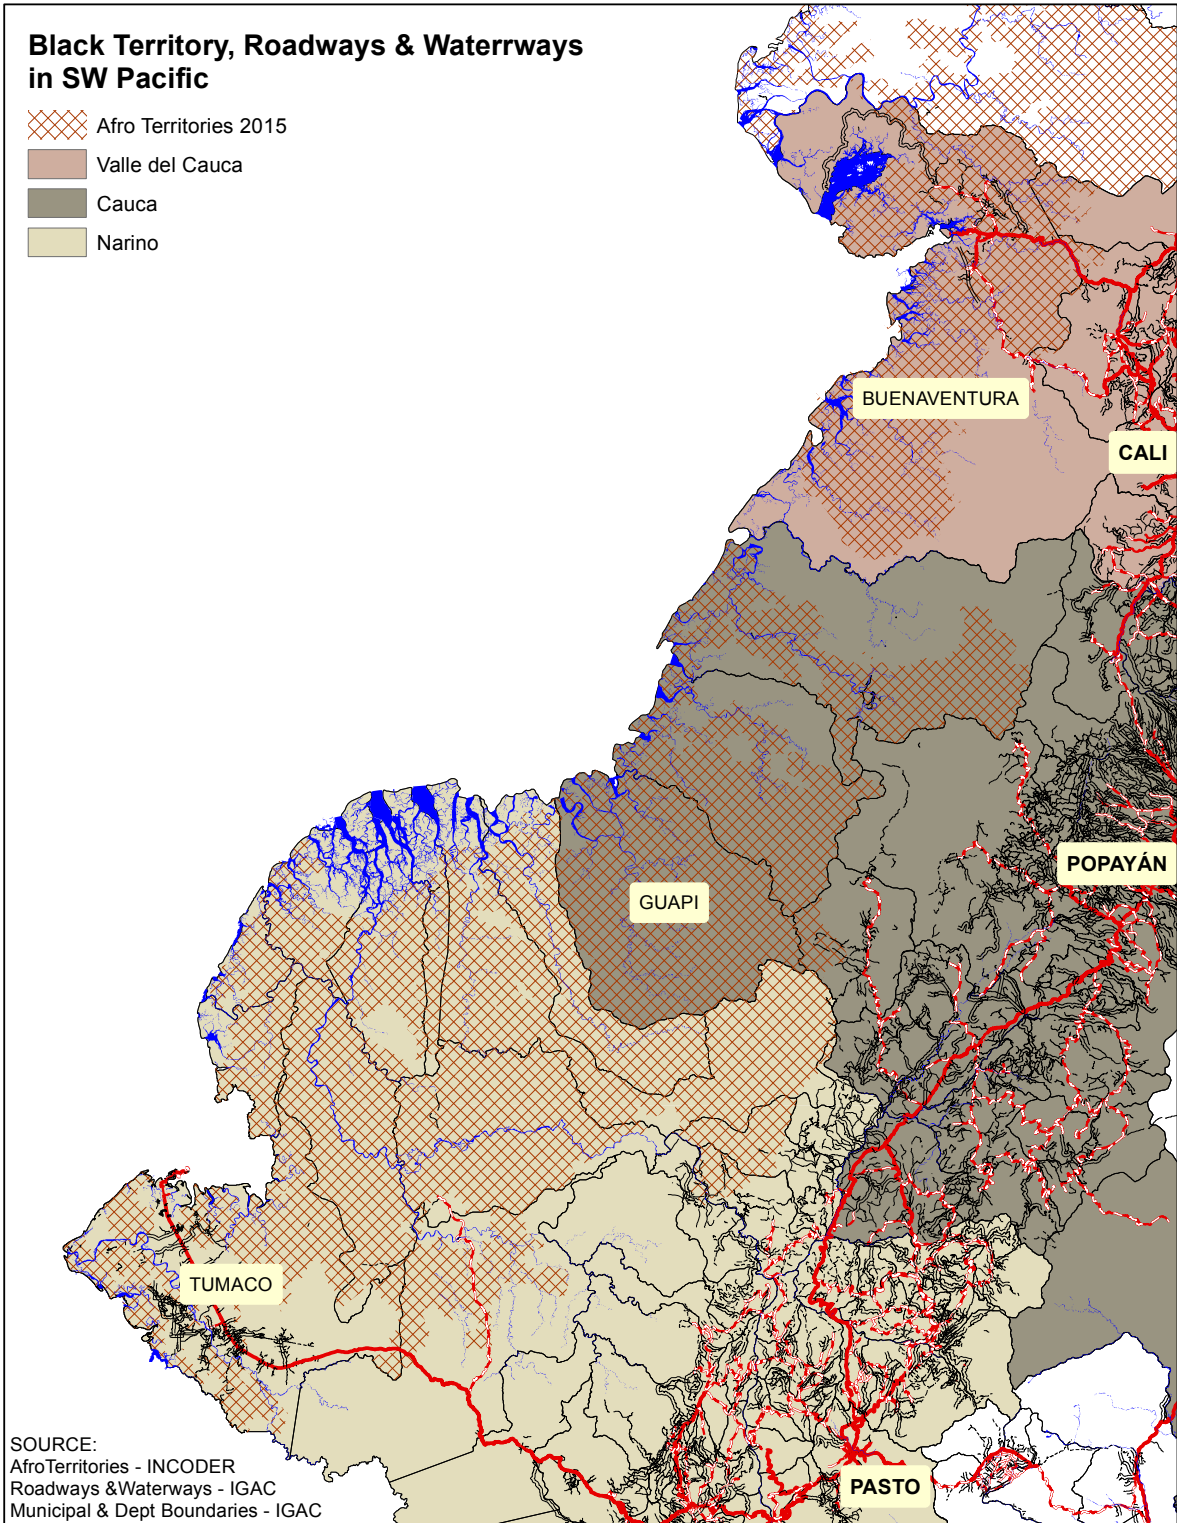 Black Territory, Roadways & Waterrways
in SW Pacific
Afro Territories 2015
Valle del Cauca
Cauca
Narino
BUENAVENTURA
CALI
POPAYÁN
GUAPI
TUMACO
PASTO
SOURCE:
AfroTerritories - INCODER
Roadways &Waterways - IGAC
Municipal & Dept Boundaries - IGAC